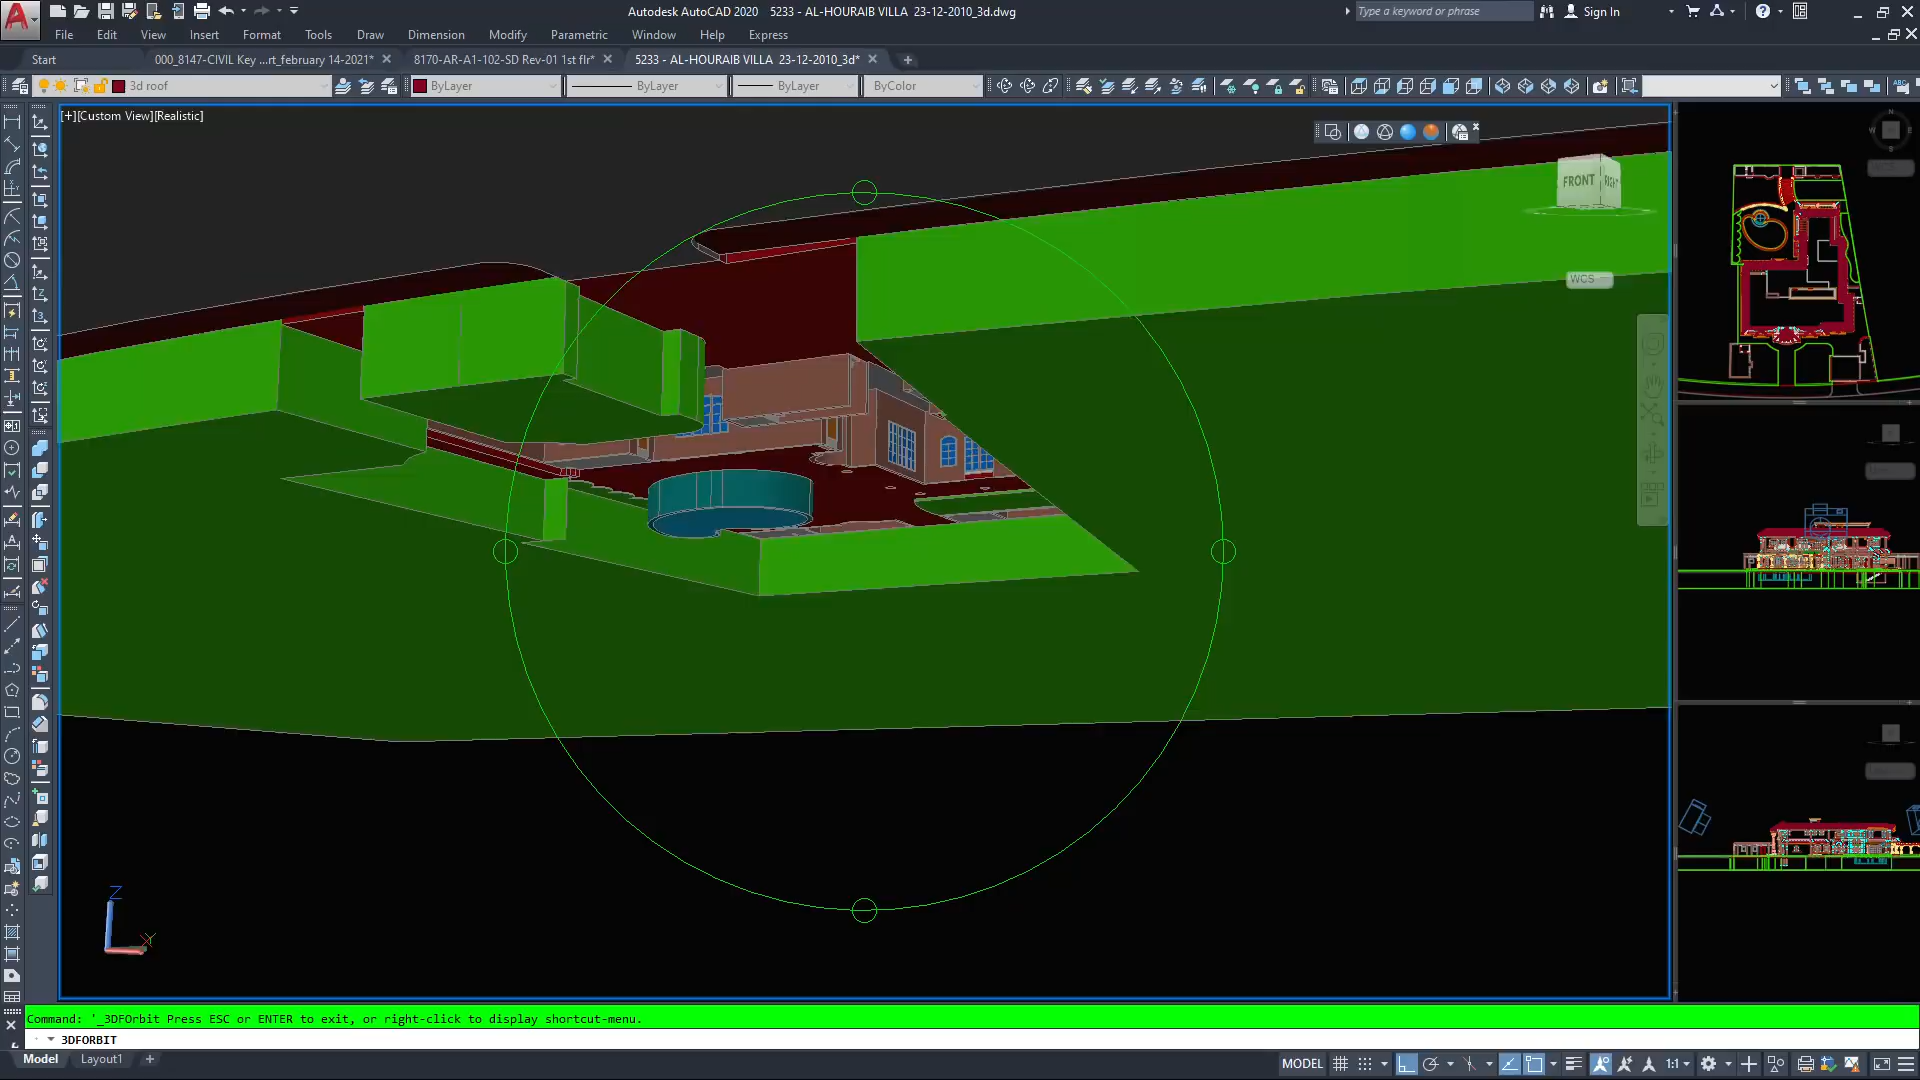 Autodesk AutoCAD 2020   5233 - AL-HOURAIB VILLA  23-12-2010_3d.dwg
Type a keyword or phrase
Sign In
File Edit View Insert Format Tools Draw Dimension Modify Parametric Window Help Express
Start
000_8147-CIVIL Key ...rt_february 14-2021*
8170-AR-A1-102-SD Rev-01 1st flr*
5233 - AL-HOURAIB VILLA  23-12-2010_3d*
3d roof
ByLayer
ByLayer
ByLayer
ByColor
[+][Custom View][Realistic]
FRONT
RIGHT
WCS
N
W
E
S
Z
Y
Command: '_3DFOrbit Press ESC or ENTER to exit, or right-click to display shortcut-menu.
3DFORBIT
Model
Layout1
MODEL
1:1